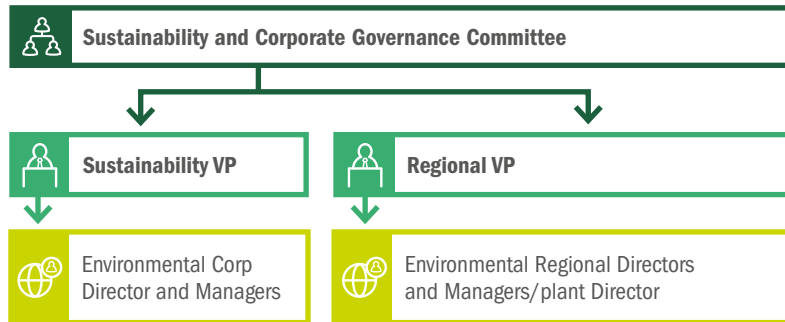 Sustainability and Corporate Governance Committee
Sustainability VP
Regional VP
Environmental Corp
Director and Managers
Environmental Regional Directors
and Managers/plant Director